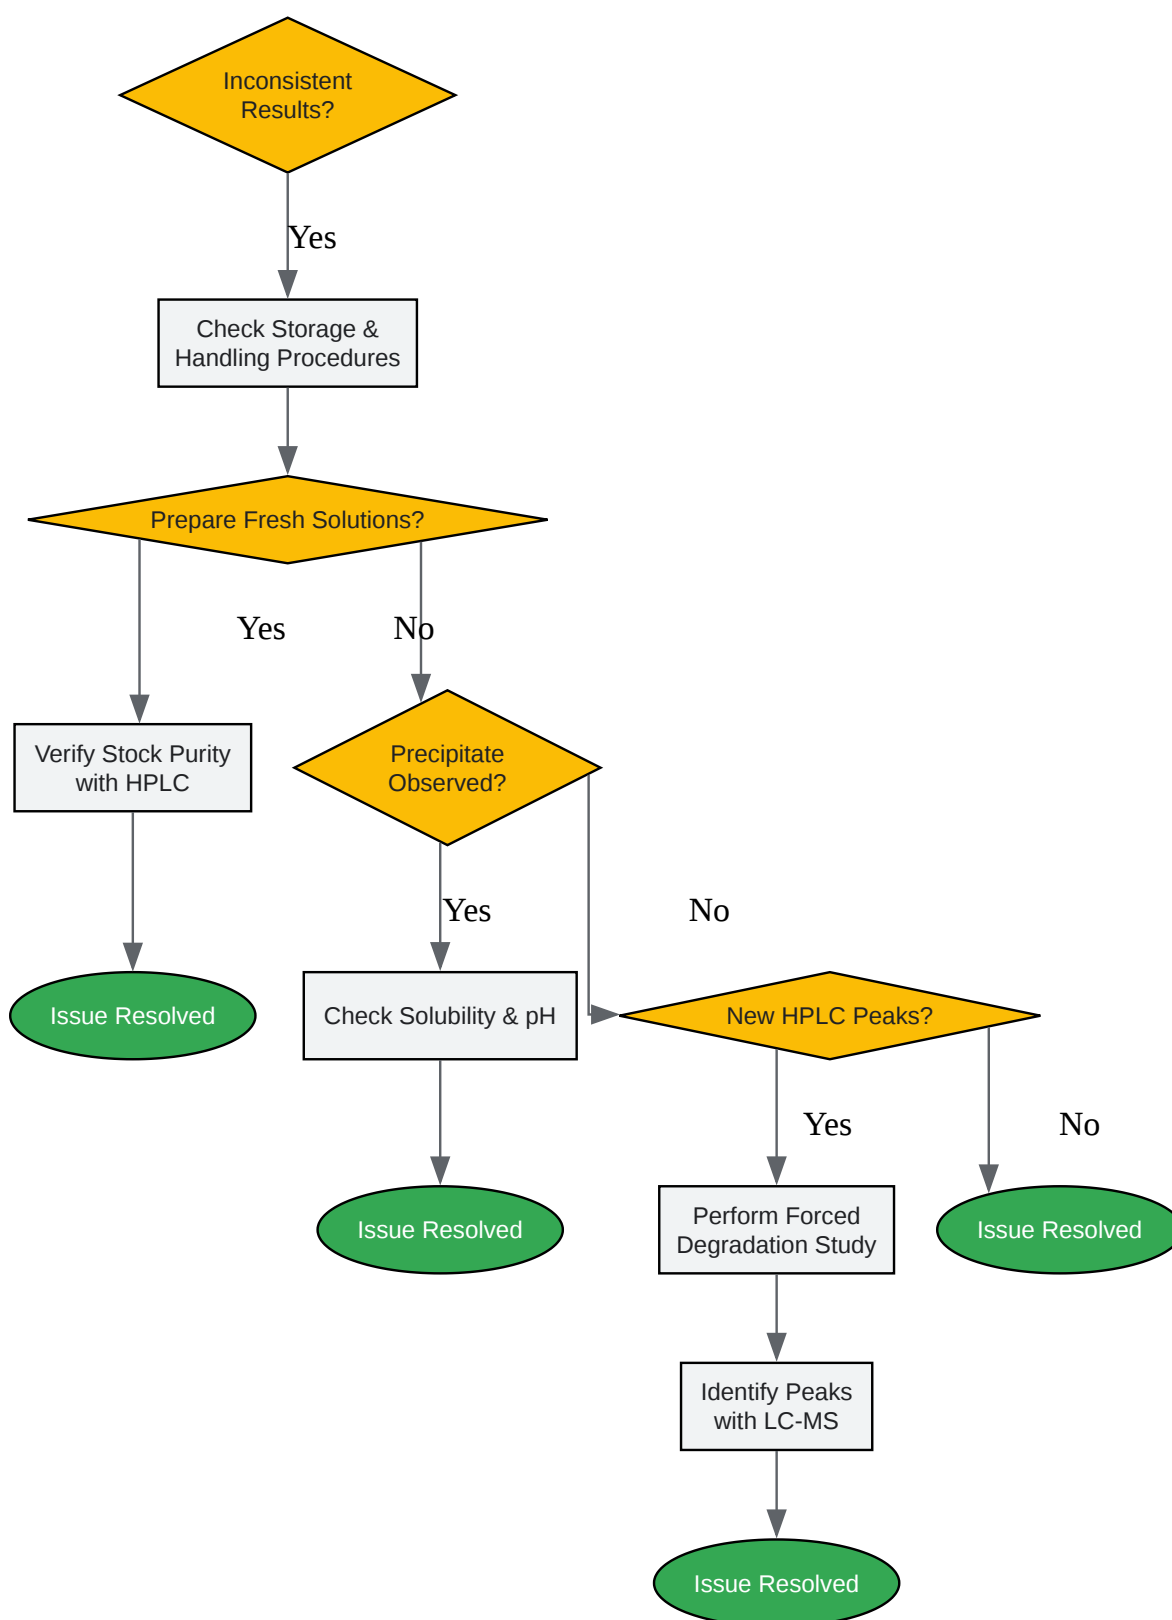 Inconsistent
Results?
Yes
Check Storage &
Handling Procedures
Prepare Fresh Solutions?
Yes
No
Verify Stock Purity
with HPLC
Precipitate
Observed?
Yes
No
Issue Resolved
Check Solubility & pH
New HPLC Peaks?
Yes
No
Issue Resolved
Perform Forced
Degradation Study
Issue Resolved
Identify Peaks
with LC-MS
Issue Resolved